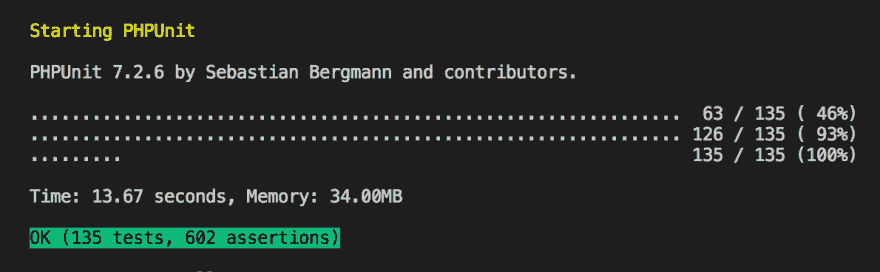 Starting PHPUnit
PHPUnit 7.2.6 by Sebastian Bergmann and contributors.
............................................................... 63 / 135 ( 46%)
............................................................... 126 / 135 ( 93%)
......... 135 / 135 (100%)
Time: 13.67 seconds, Memory: 34.00MB
OK (135 tests, 602 assertions)